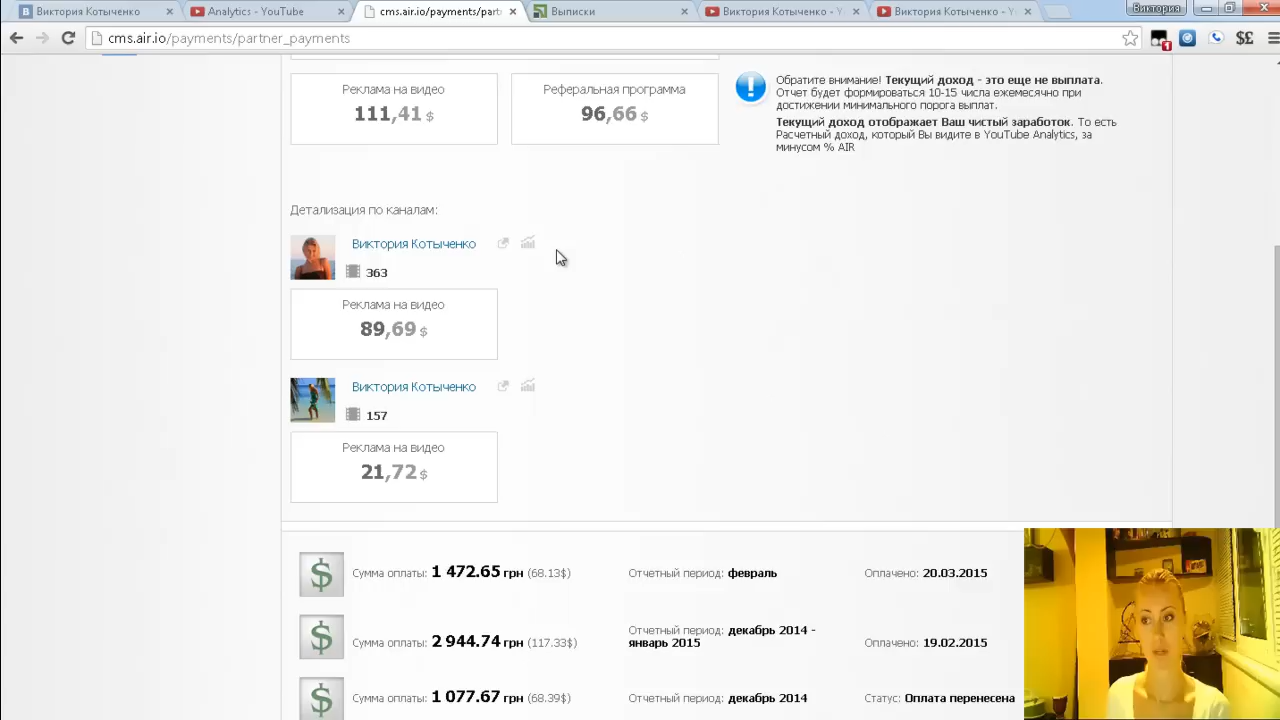 Виктория Котыченко
Analytics - YouTube
cms.air.io/payments/part
Выписки
Виктория Котыченко - Y
Виктория Котыченко - Y
Виктория
cms.air.io/payments/partner_payments
1
$$
Реклама на видео
111,41 $
Реферальная программа
96,66 $
Обратите внимание! Текущий доход - это еще не выплата.
Отчет будет формироваться 10-15 числа ежемесячно при
достижении минимального порога выплат.
Текущий доход отображает Ваш чистый заработок. То есть
Расчетный доход, который Вы видите в YouTube Analytics, за
минусом % AIR
Детализация по каналам:
Виктория Котыченко
363
Реклама на видео
89,69 $
Виктория Котыченко
157
Реклама на видео
21,72 $
Сумма оплаты: 1 472.65 грн (68.13$)
Отчетный период: февраль
Оплачено: 20.03.2015
Сумма оплаты: 2 944.74 грн (117.33$)
Отчетный период: декабрь 2014 -
январь 2015
Оплачено: 19.02.2015
Сумма оплаты: 1 077.67 грн (68.39$)
Отчетный период: декабрь 2014
Статус: Оплата перенесена